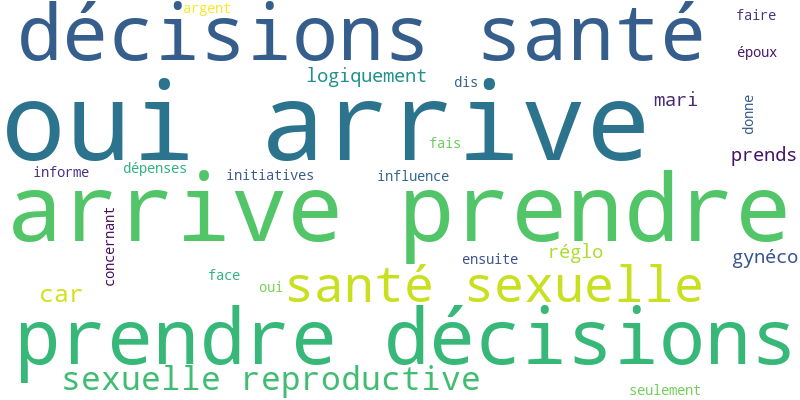 argent
décisions santé
faire
époux
logiquement
dis
oui arrive
mari
donne
fais
prends
informe
dépenses
initiatives
influence
arrive prendre
concernant
réglo
ensuite
gynéco
face
santé sexuelle
oui
car
prendre décisions
sexuelle reproductive
seulement